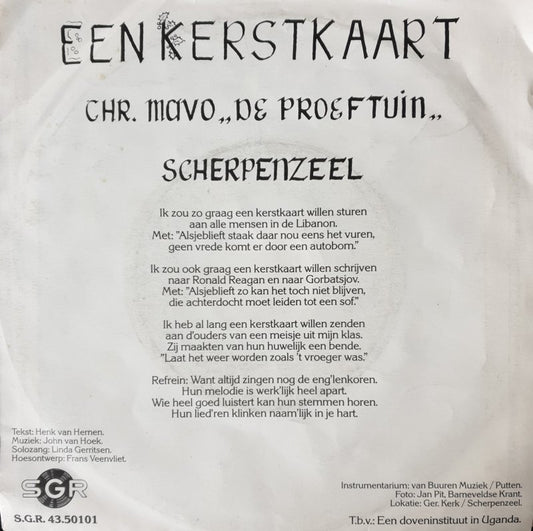 EEN KERSTKAART
CHR. MAVO „DE PROEFTUIN„
SCHERPENZEEL
Ik zou zo graag een kerstkaart willen sturen
aan alle mensen in de Libanon.
Met: "Alsjeblieft staak daar nou eens het vuren,
geen vrede komt er door een autobom."
Ik zou ook graag een kerstkaart willen schrijven
naar Ronald Reagan en naar Gorbatsjov.
Met: "Alsjeblieft zo kan het toch niet blijven,
die achterdocht moet leiden tot een sof."
Ik heb al lang een kerstkaart willen zenden
aan d'ouders van een meisje uit mijn klas.
Zij maakten van hun huwelijk een bende.
"Laat het weer worden zoals 't vroeger was."
Refrein: Want altijd zingen nog de eng'lenkoren.
Hun melodie is werk'lijk heel apart.
Wie heel goed luistert kan hun stemmen horen.
Hun lied'ren klinken naam'lijk in je hart.
Tekst: Henk van Hemen.
Muziek: John van Hoek.
Solozang: Linda Gerritsen.
Hoesontwerp: Frans Veenvliet.
SGR
S.G.R. 43.50101
Instrumentarium: van Buuren Muziek / Putten.
Foto: Jan Pit, Barneveldse Krant.
Lokatie: Ger. Kerk / Scherpenzeel.
T.b.v.: Een doveninstituut in Uganda.